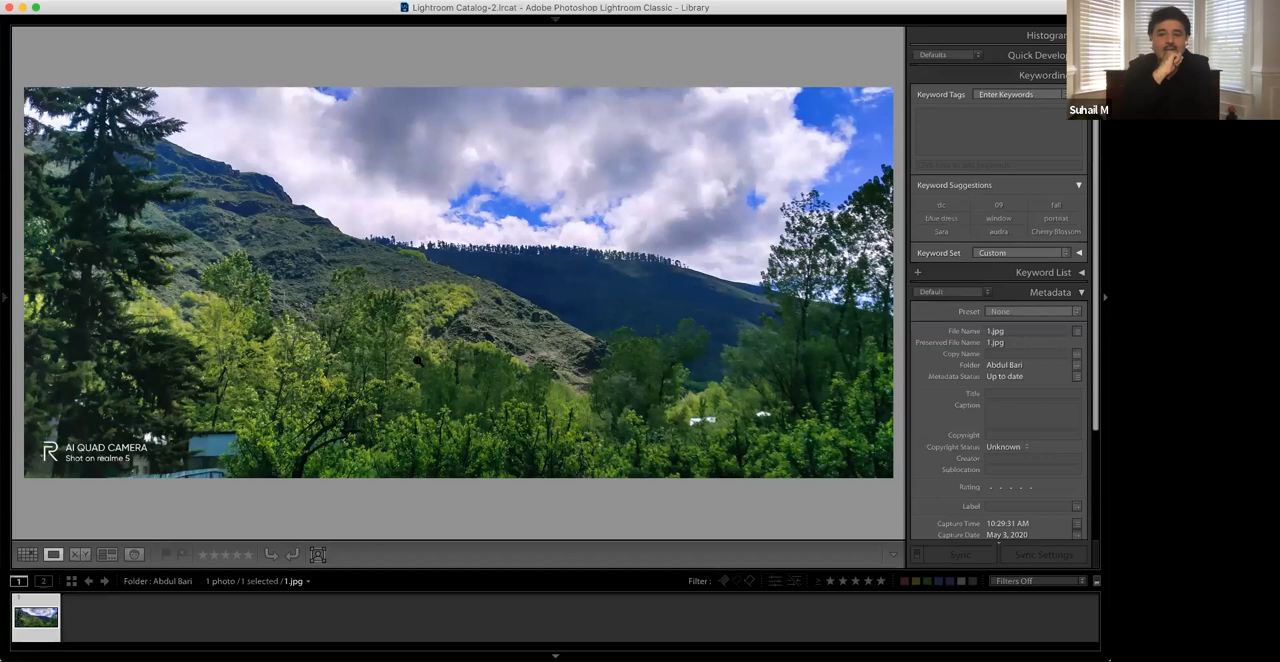 Lightroom Catalog-2.lrcat - Adobe Photoshop Lightroom Classic - Library
Suhail M
Histogram
Defaults Quick Develop
Keywording
Keyword Tags Enter Keywords
Keyword Suggestions
dc 09 fall
blue dress window portrait
Sara audra Cherry Blossom
Keyword Set Custom
+ Keyword List
Default Metadata
Preset None
File Name 1.jpg
Preserved File Name 1.jpg
Copy Name
Folder Abdul Bari
Metadata Status Up to date
Title
Caption
Copyright
Copyright Status Unknown
Creator
Sublocation
Rating
Label
Capture Time 10:29:31 AM
Capture Date May 3, 2020
R AI QUAD CAMERA
Shot on realme 5
X Y
Sync Sync Settings
1 2 Folder : Abdul Bari 1 photo / 1 selected / 1.jpg Filter : Filters Off
1